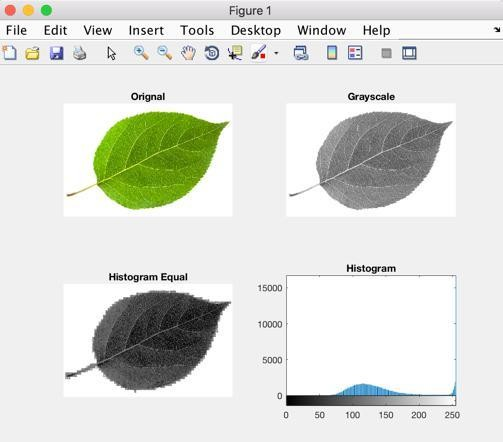 Figure 1
File Edit View Insert Tools Desktop Window Help
Orignal
Grayscale
Histogram Equal
Histogram
15000
10000
5000
0
0 50 100 150 200 250